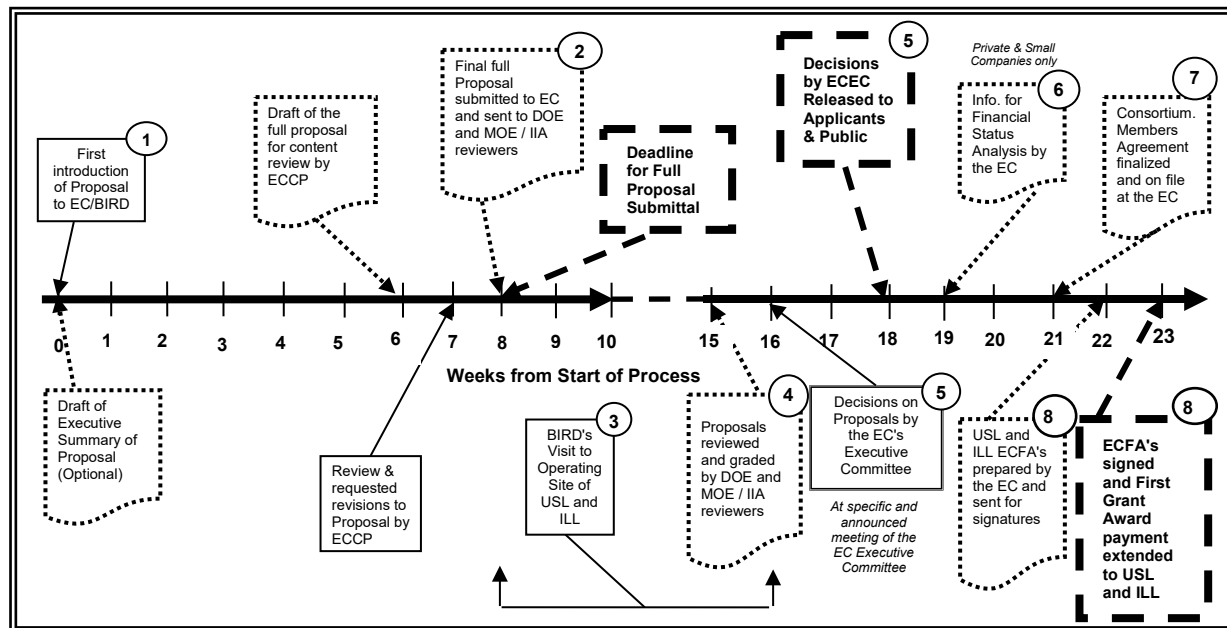 1
First
introduction
of Proposal
to EC/BIRD
Draft of the
full proposal
for content
review by
ECCP
2
Final full
Proposal
submitted to EC
and sent to DOE
and MOE / IIA
reviewers
Deadline
for Full
Proposal
Submittal
5
Decisions
by ECEC
Released to
Applicants
& Public
Private & Small
Companies only
6
Info. for
Financial
Status
Analysis by
the EC
7
Consortium.
Members
Agreement
finalized
and on file
at the EC
0 1 2 3 4 5 6 7 8 9 10 15 16 17 18 19 20 21 22 23
Weeks from Start of Process
Draft of
Executive
Summary of
Proposal
(Optional)
Review &
requested
revisions to
Proposal by
ECCP
3
BIRD's
Visit to
Operating
Site of
USL and
ILL
4
Proposals
reviewed
and graded
by DOE and
MOE / IIA
reviewers
5
Decisions on
Proposals by
the EC's
Executive
Committee
At specific and
announced
meeting of the
EC Executive
Committee
8
USL and
ILL ECFA's
prepared by
the EC and
sent for
signatures
8
ECFA's
signed
and First
Grant
Award
payment
extended
to USL
and ILL